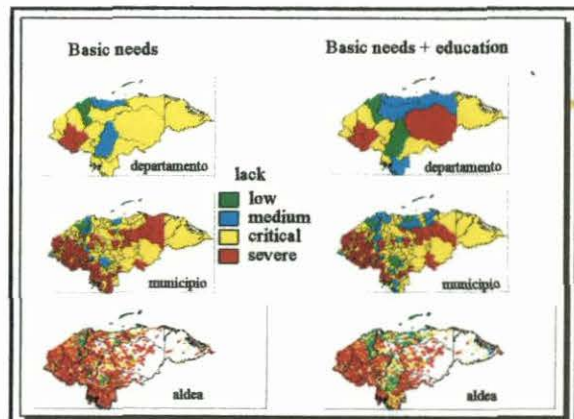 Basic needs
Basic needs + education
departamento
departamento
lack
low
medium
critical
severe
municipio
municipio
aldea
aldea